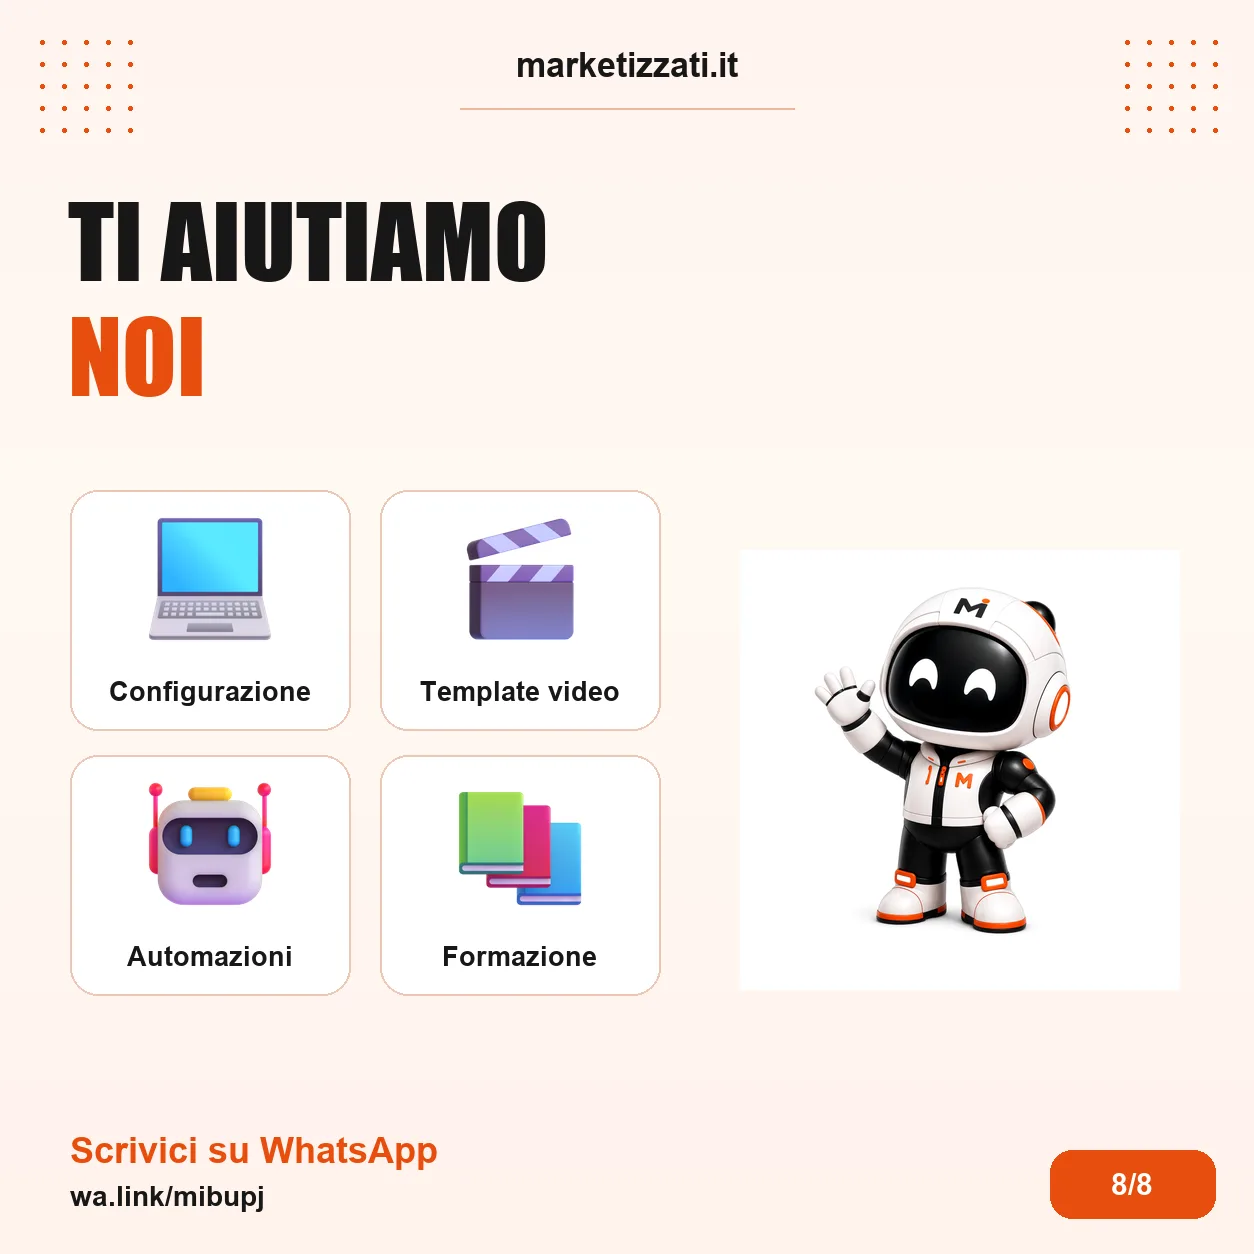 marketizzati.it
TI AIUTIAMO
NOI
Configurazione
Template video
Automazioni
Formazione
M
M
Scrivici su WhatsApp
wa.link/mibupj
8/8